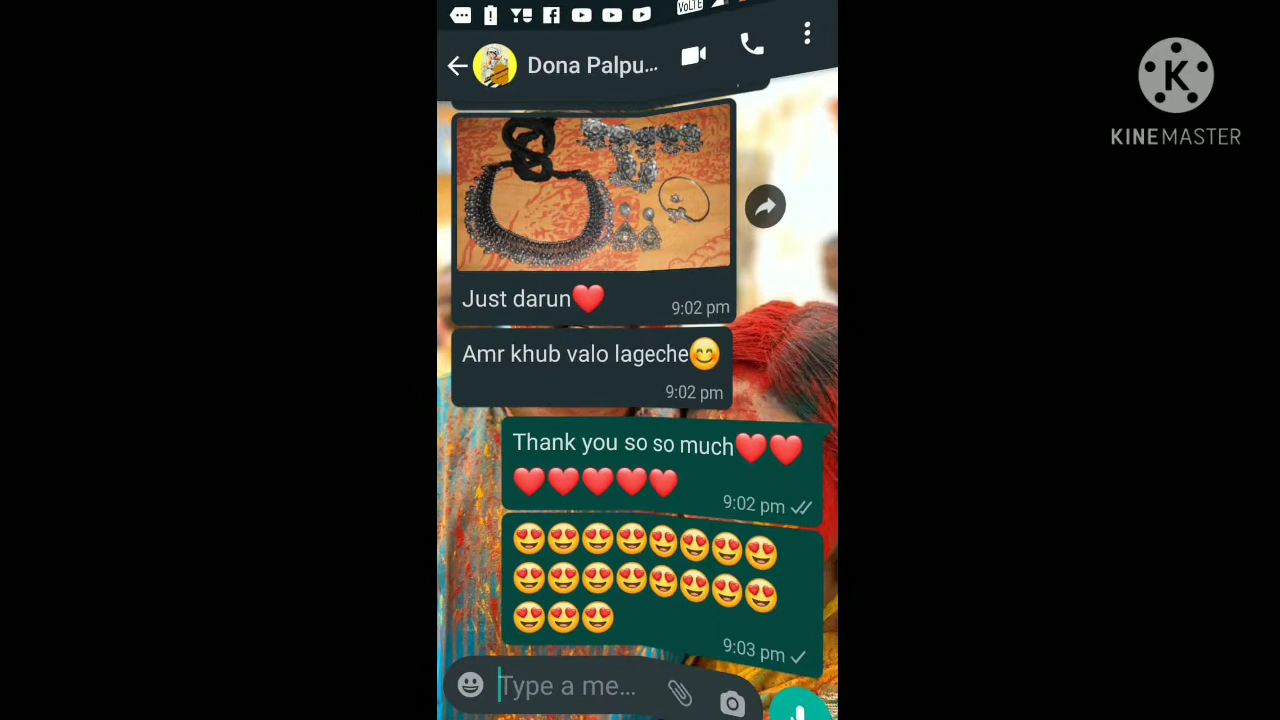 VoLTE
Dona Palpu...
KINEMASTER
Just darun❤️
9:02 pm
Amr khub valo lageche😊
9:02 pm
Thank you so so much❤️❤️
❤️❤️❤️❤️❤️
9:02 pm
😍😍😍😍😍😍😍😍
😍😍😍😍😍😍😍😍
😍😍😍
9:03 pm
Type a me...